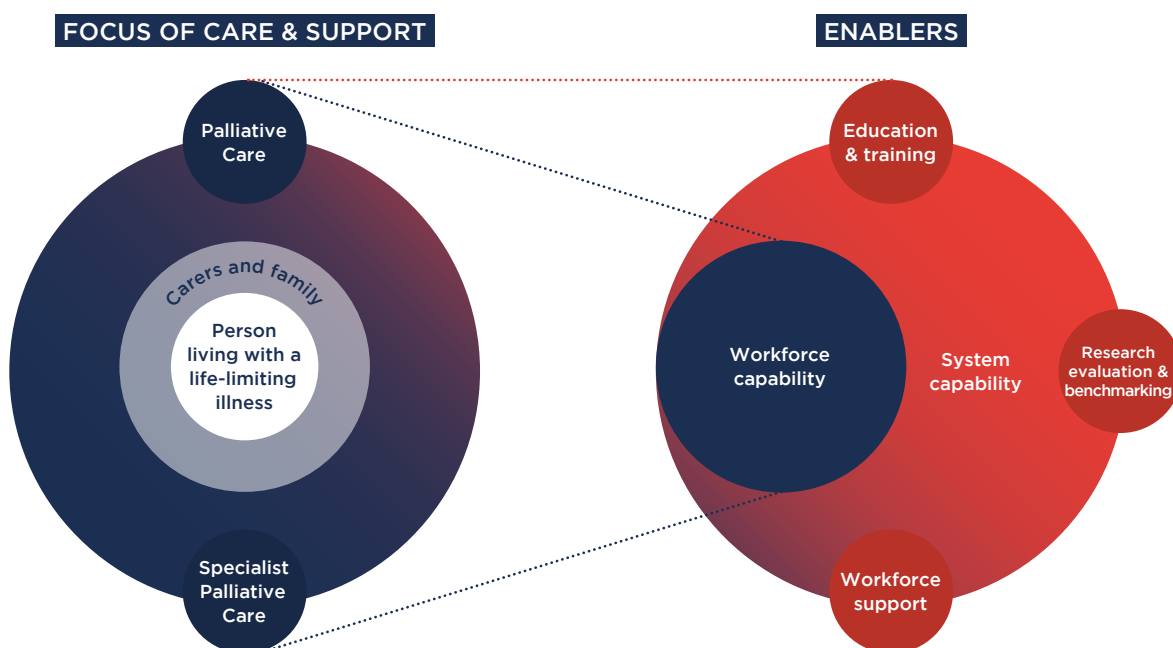 FOCUS OF CARE & SUPPORT
Palliative
Care
Carers and family
Person
living with a
life-limiting
illness
Specialist
Palliative
Care
ENABLERS
Education
& training
Workforce
capability
System
capability
Research
evaluation &
benchmarking
Workforce
support